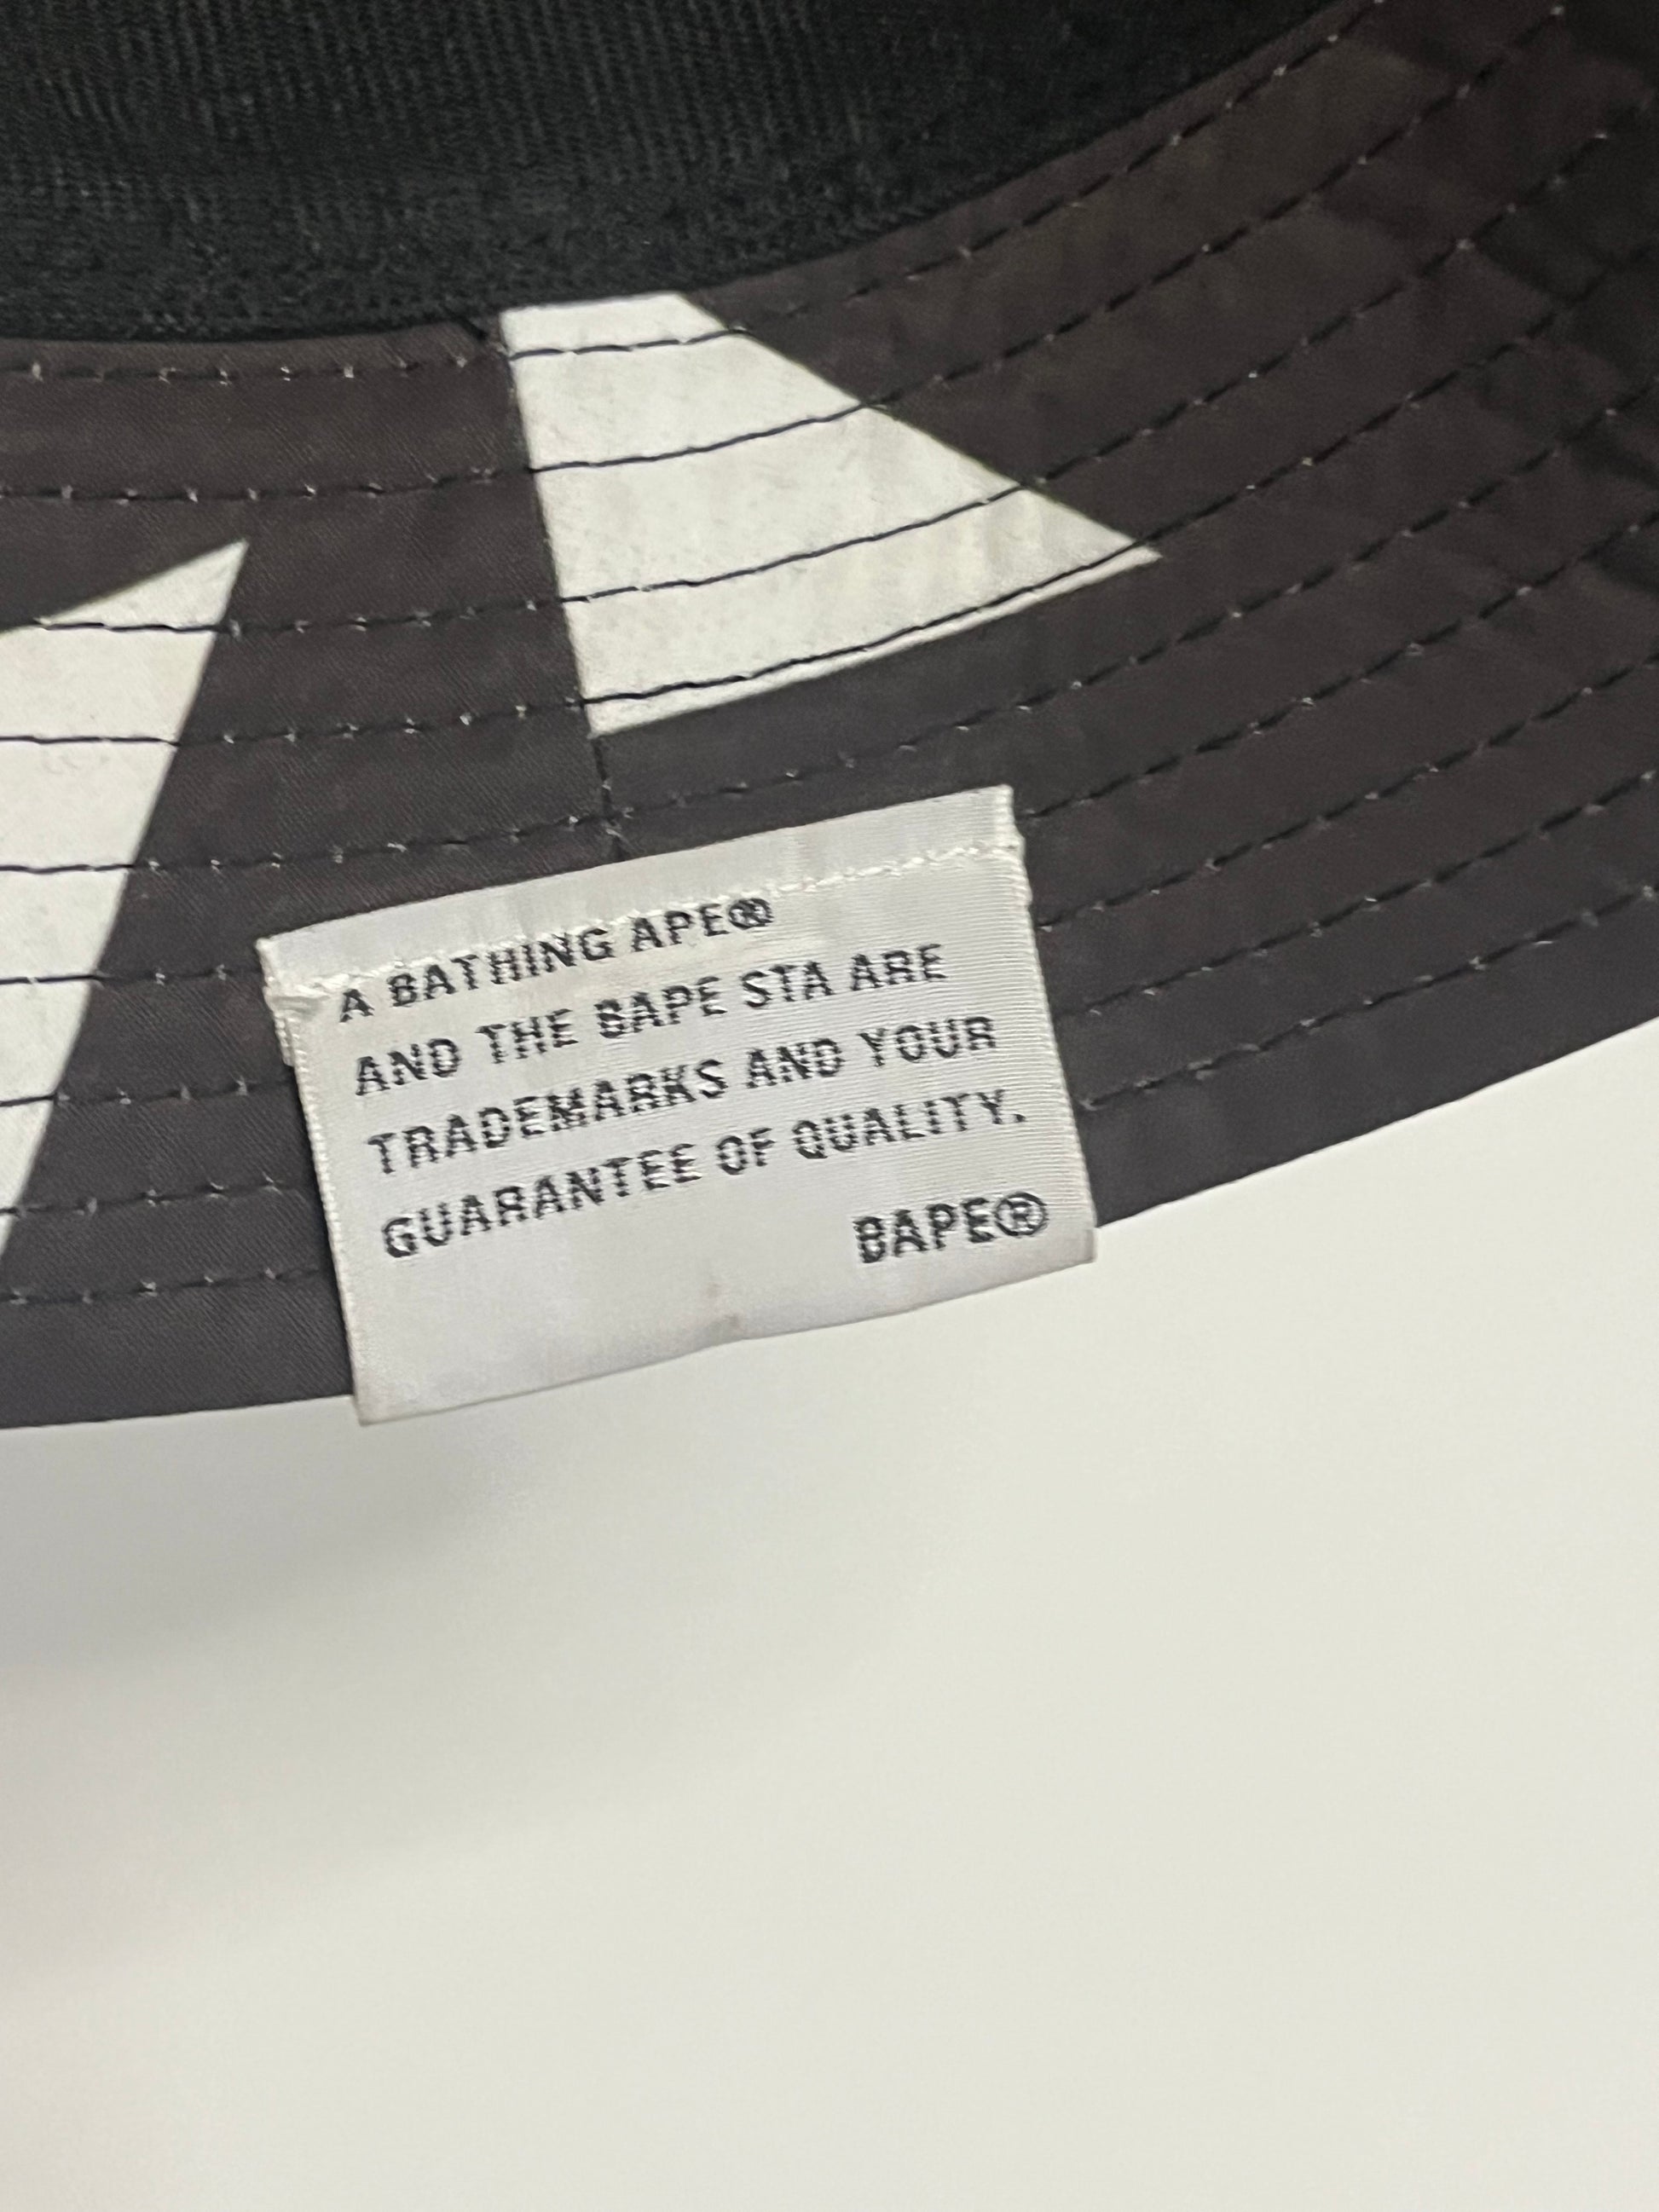 A BATHING APE®
AND THE BAPE STA ARE
TRADEMARKS AND YOUR
GUARANTEE OF QUALITY.
BAPE®